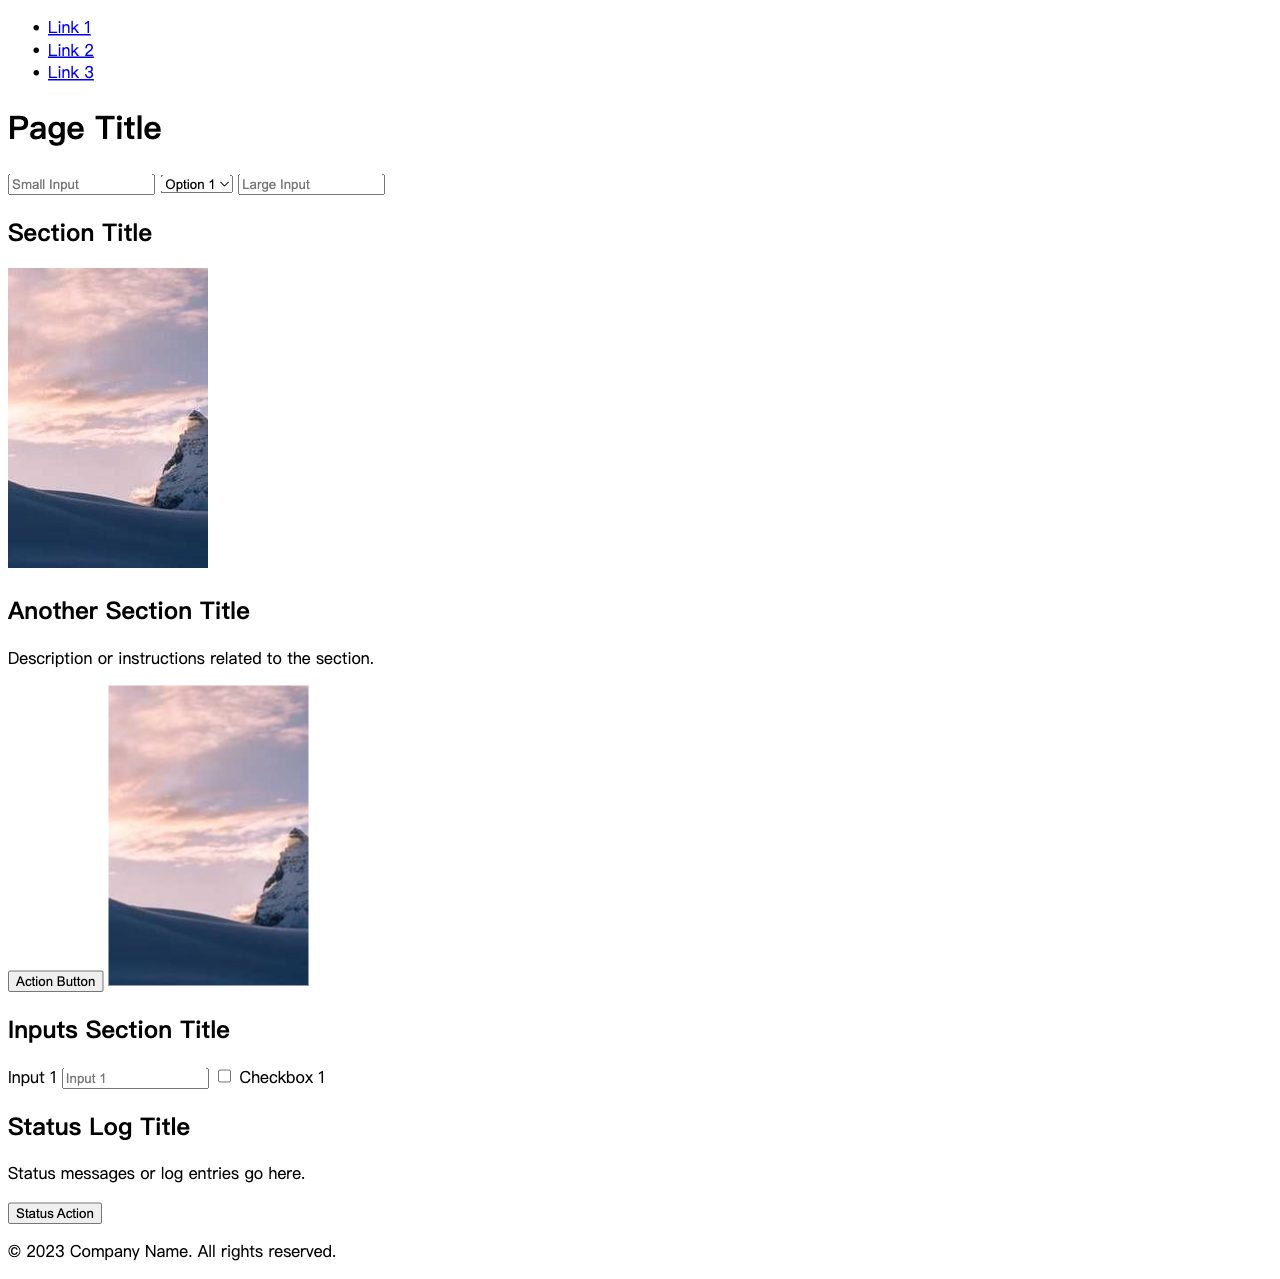 • Link 1
• Link 2
• Link 3
Page Title
Small Input Option 1 Large Input
Section Title
Another Section Title
Description or instructions related to the section.
Action Button
Inputs Section Title
Input 1 Input 1 Checkbox 1
Status Log Title
Status messages or log entries go here.
Status Action
© 2023 Company Name. All rights reserved.